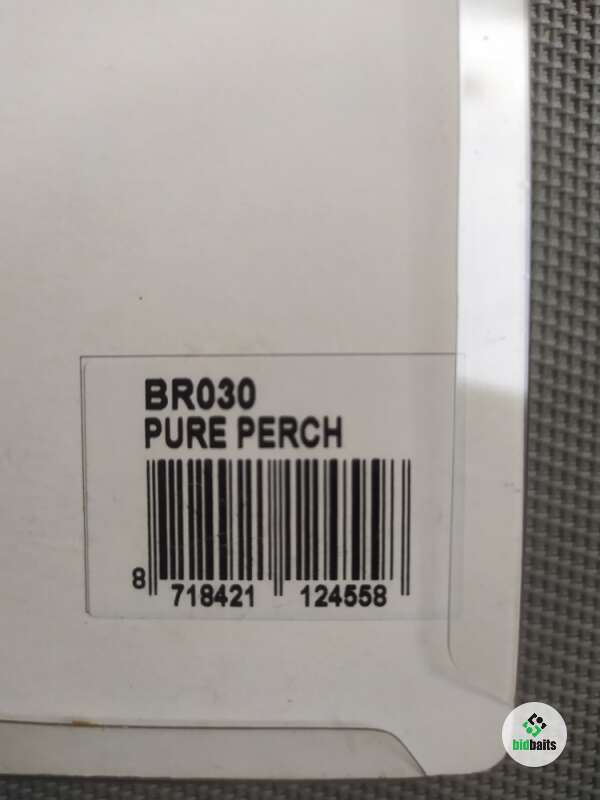 BR030
PURE PERCH
8 718421 124558
bidbaits